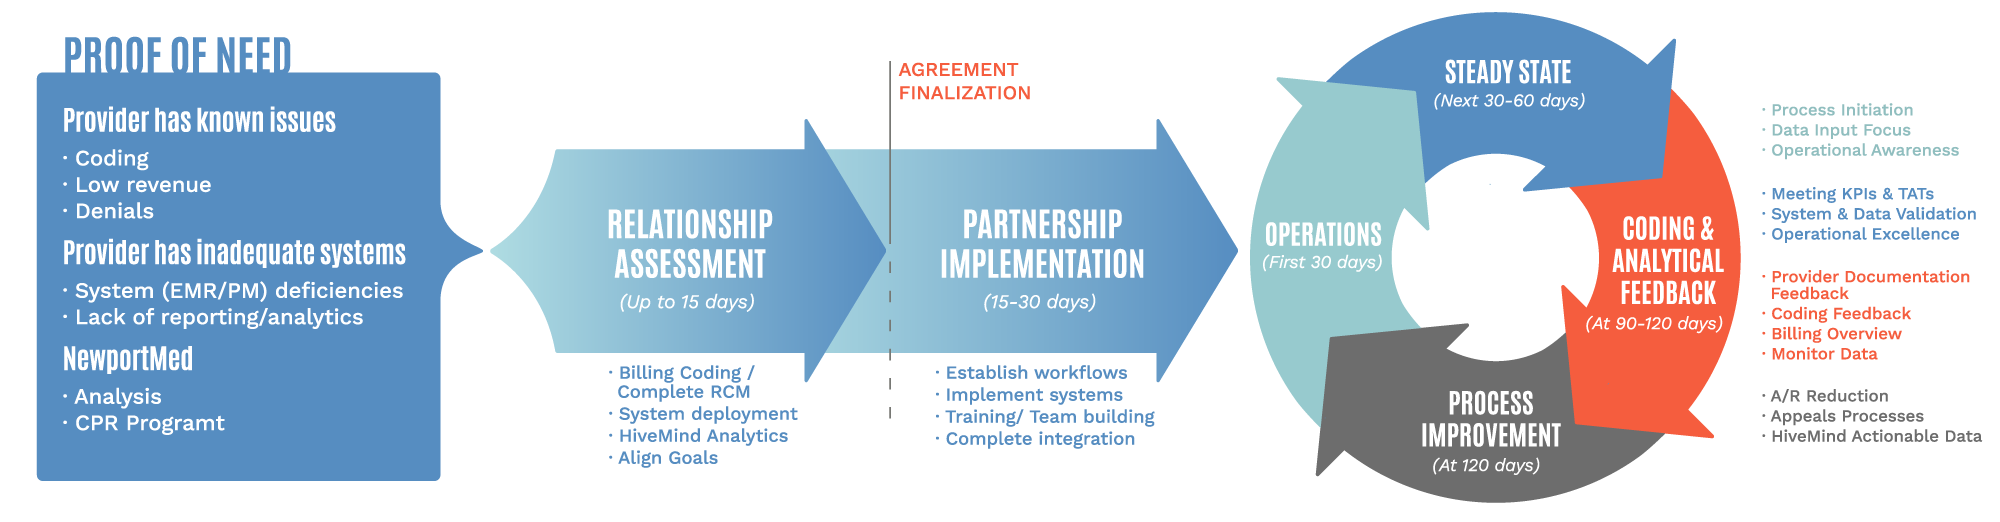 PROOF OF NEED
Provider has known issues
· Coding
· Low revenue
· Denials
Provider has inadequate systems
· System (EMR/PM) deficiencies
· Lack of reporting/analytics
NewportMed
· Analysis
· CPR Programt
RELATIONSHIP
ASSESSMENT
(Up to 15 days)
· Billing Coding /
Complete RCM
· System deployment
· HiveMind Analytics
· Align Goals
AGREEMENT
FINALIZATION
PARTNERSHIP
IMPLEMENTATION
(15-30 days)
· Establish workflows
· Implement systems
· Training/ Team building
· Complete integration
OPERATIONS
(First 30 days)
STEADY STATE
(Next 30-60 days)
CODING &
ANALYTICAL
FEEDBACK
(At 90-120 days)
PROCESS
IMPROVEMENT
(At 120 days)
· Process Initiation
· Data Input Focus
· Operational Awareness
· Meeting KPIs & TATs
· System & Data Validation
· Operational Excellence
· Provider Documentation
Feedback
· Coding Feedback
· Billing Overview
· Monitor Data
· A/R Reduction
· Appeals Processes
· HiveMind Actionable Data